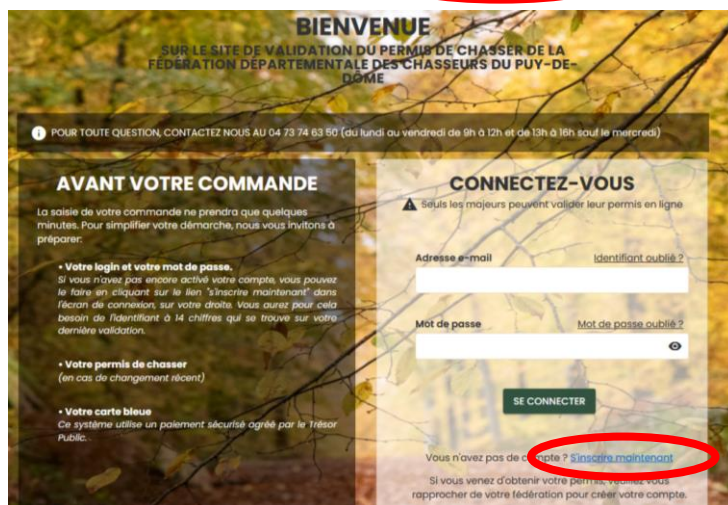 BIENVENUE
SUR LE SITE DE VALIDATION DU PERMIS DE CHASSER DE LA
FÉDÉRATION DÉPARTEMENTALE DES CHASSEURS DU PUY-DE-
DÔME
POUR TOUTE QUESTION, CONTACTEZ NOUS AU 04 73 74 63 50 (du lundi au vendredi de 9h à 12h et de 13h à 16h sauf le mercredi)
AVANT VOTRE COMMANDE
La saisie de votre commande ne prendra que quelques
minutes. Pour simplifier votre démarche, nous vous invitons à
préparer:
• Votre login et votre mot de passe.
Si vous n'avez pas encore activé votre compte, vous pouvez
le faire en cliquant sur le lien "s'inscrire maintenant" dans
l'écran de connexion, sur votre droite. Vous aurez pour cela
besoin de l'identifiant à 14 chiffres qui se trouve sur votre
dernière validation.
• Votre permis de chasser
(en cas de changement récent)
• Votre carte bleue
Ce système utilise un paiement sécurisé agréé par le Trésor
Public.
CONNECTEZ-VOUS
Seuls les majeurs peuvent valider leur permis en ligne
Adresse e-mail
Identifiant oublié ?
Mot de passe
Mot de passe oublié ?
SE CONNECTER
Vous n'avez pas de compte ? S'inscrire maintenant
Si vous venez d'obtenir votre permis, veuillez vous
rapprocher de votre fédération pour créer votre compte.